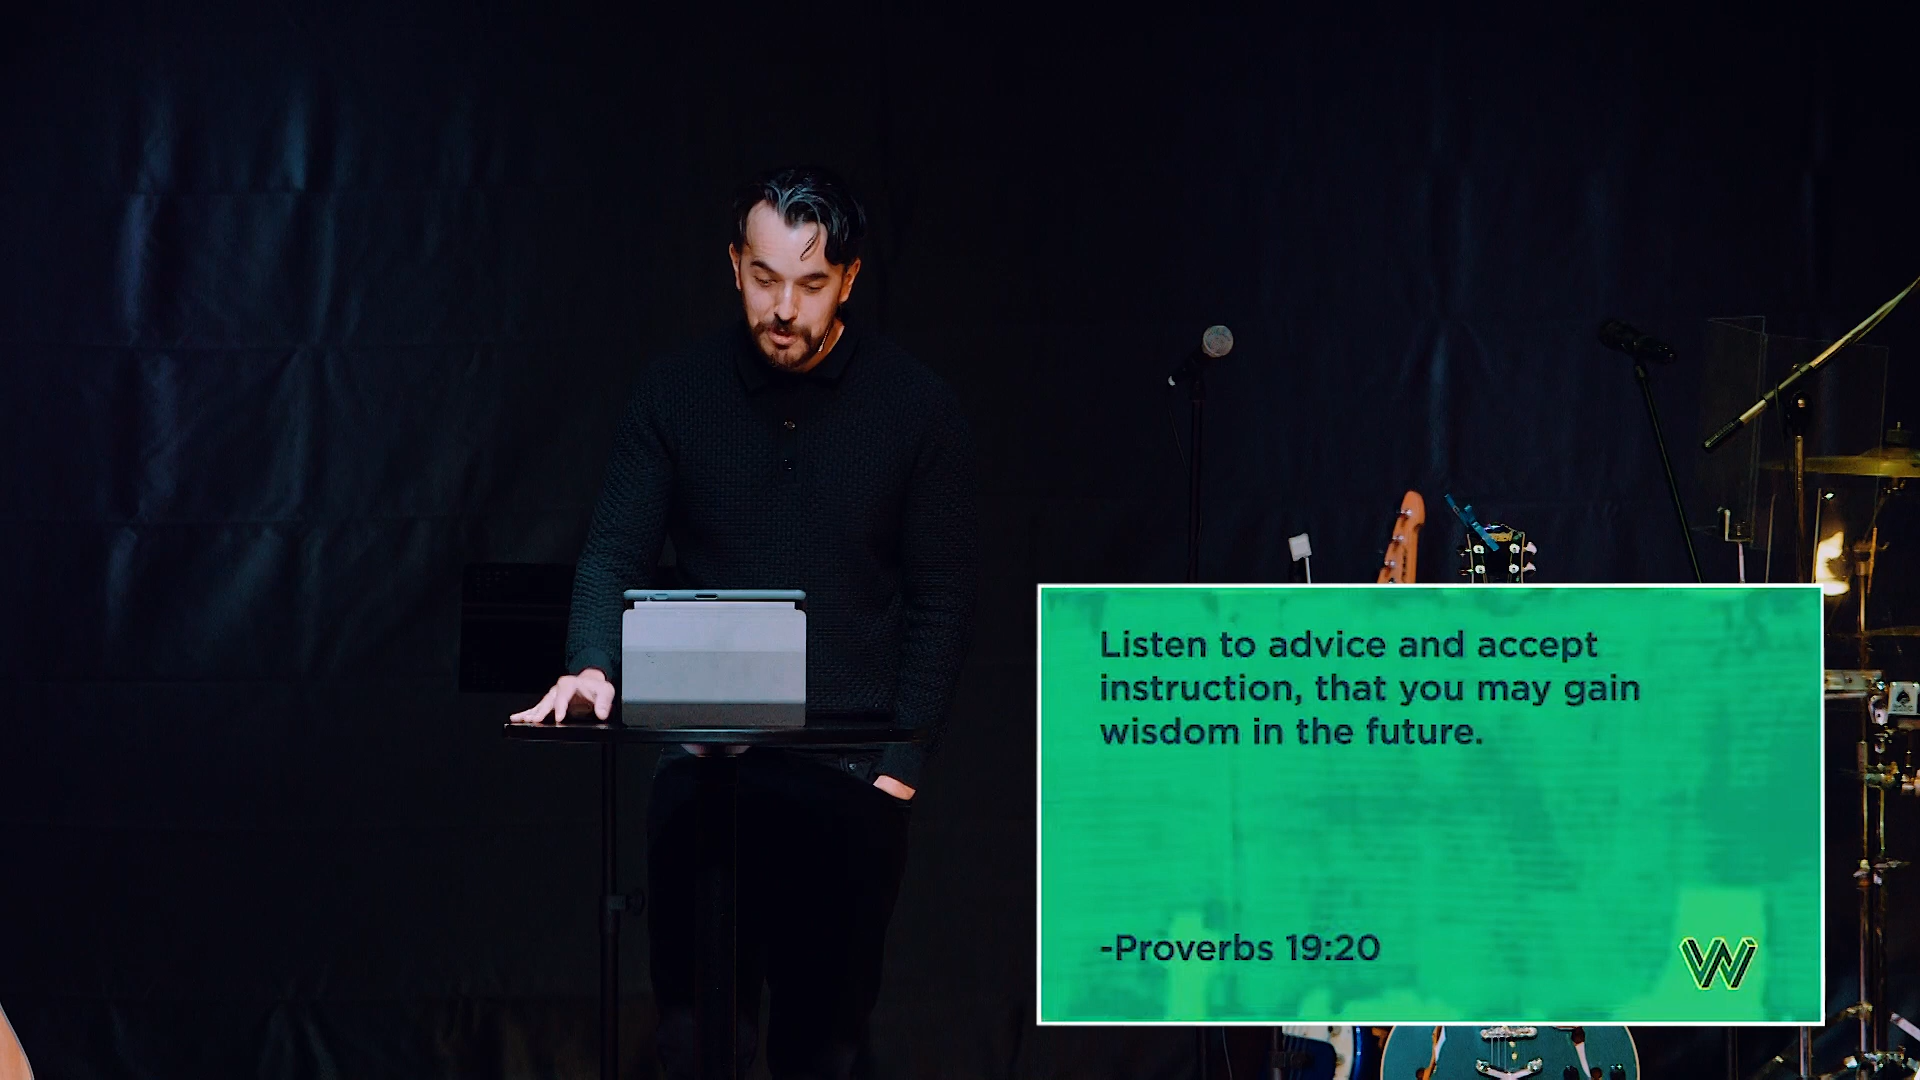 Listen to advice and accept
instruction, that you may gain
wisdom in the future.
-Proverbs 19:20
W